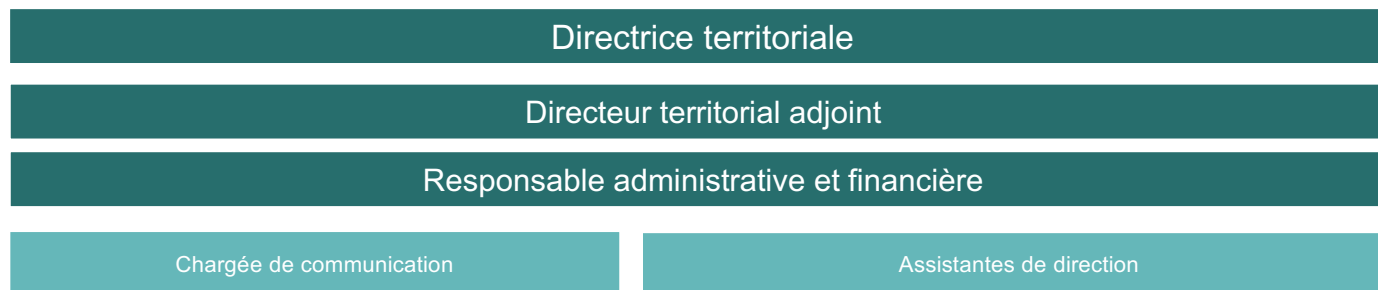 Directrice territoriale
Directeur territorial adjoint
Responsable administrative et financière
Chargée de communication
Assistantes de direction